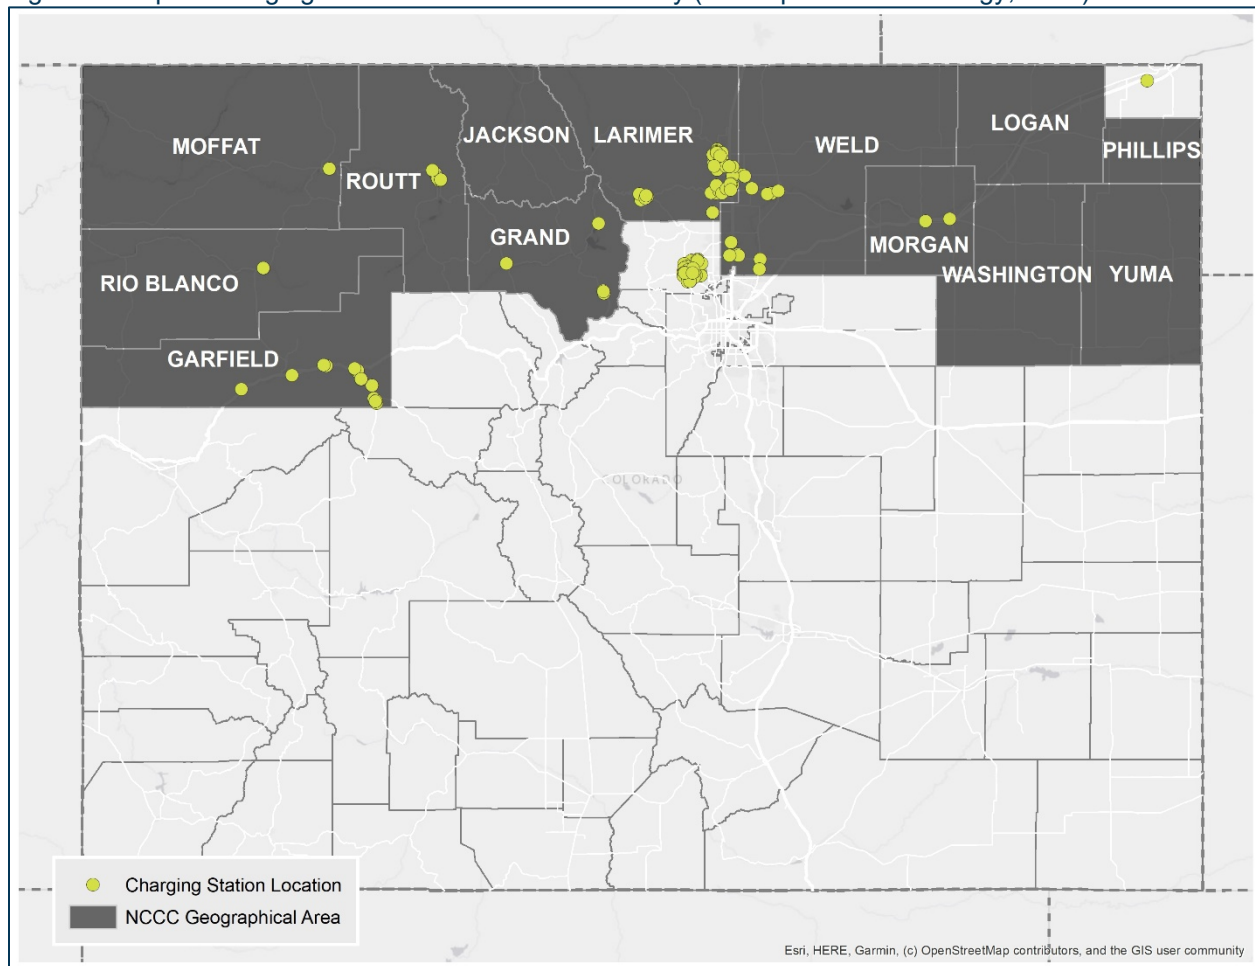 MOFFAT
ROUTT
JACKSON
LARIMER
WELD
LOGAN
PHILLIPS
GRAND
RIO BLANCO
MORGAN
WASHINGTON
YUMA
GARFIELD
COLORADO
Charging Station Location
NCCC Geographical Area
Esri, HERE, Garmin, (c) OpenStreetMap contributors, and the GIS user community